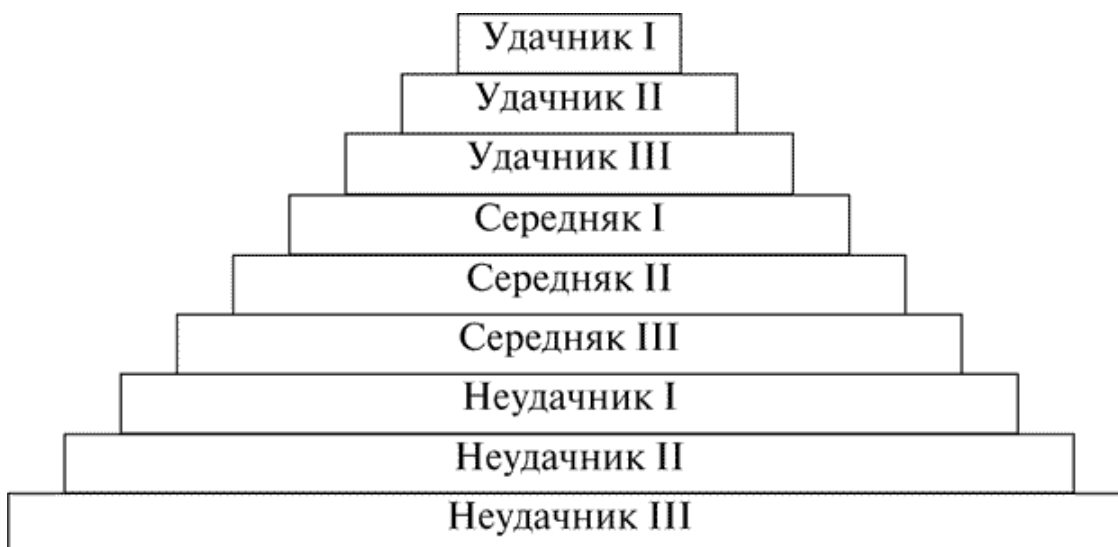 Удачник I
Удачник II
Удачник III
Середняк I
Середняк II
Середняк III
Неудачник I
Неудачник II
Неудачник III